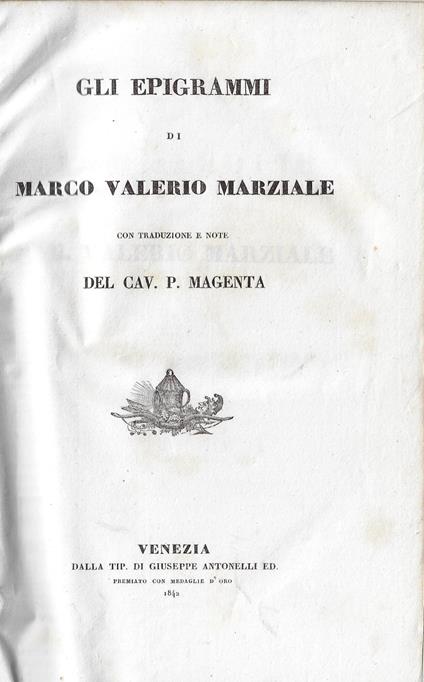 GLI EPIGRAMMI
DI
MARCO VALERIO MARZIALE
CON TRADUZIONE E NOTE
DEL CAV. P. MAGENTA
VENEZIA
DALLA TIP. DI GIUSEPPE ANTONELLI ED.
PREMIATO CON MEDAGLIE D'ORO
1842